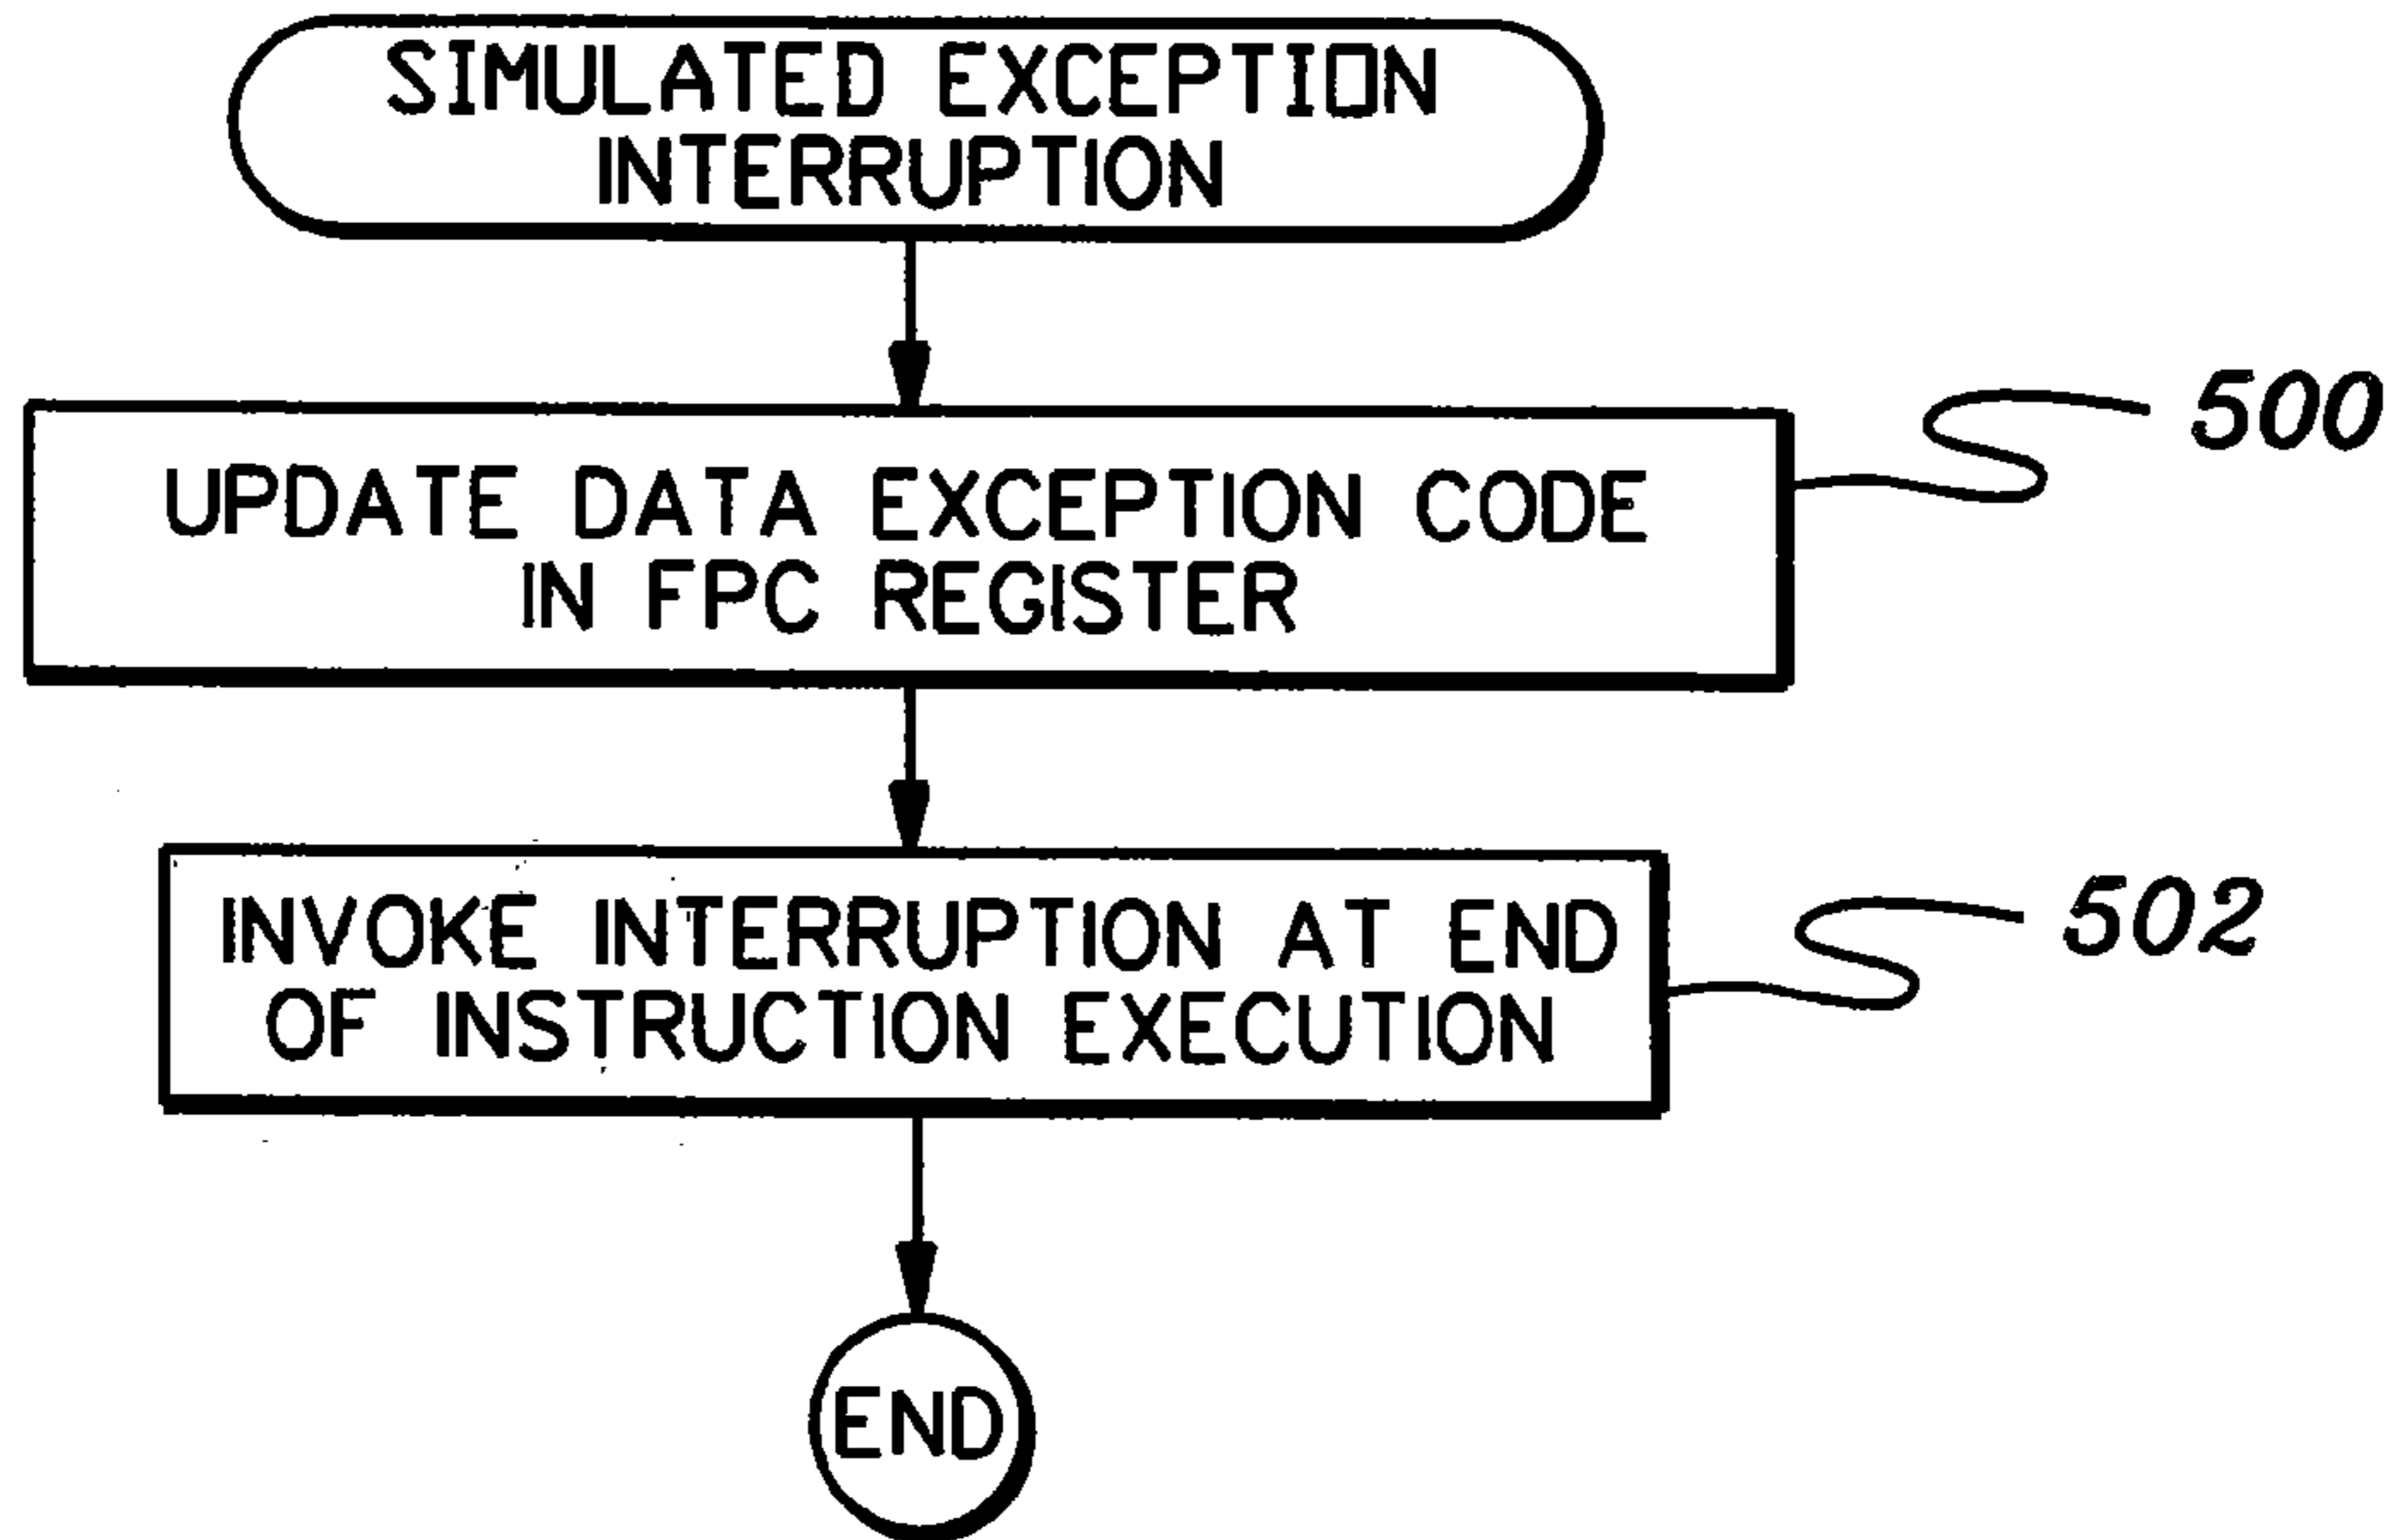 SIMULATED EXCEPTION
INTERRUPTION
UPDATE DATA EXCEPTION CODE
IN FPC REGISTER
500
INVOKE INTERRUPTION AT END
OF INSTRUCTION EXECUTION
502
END